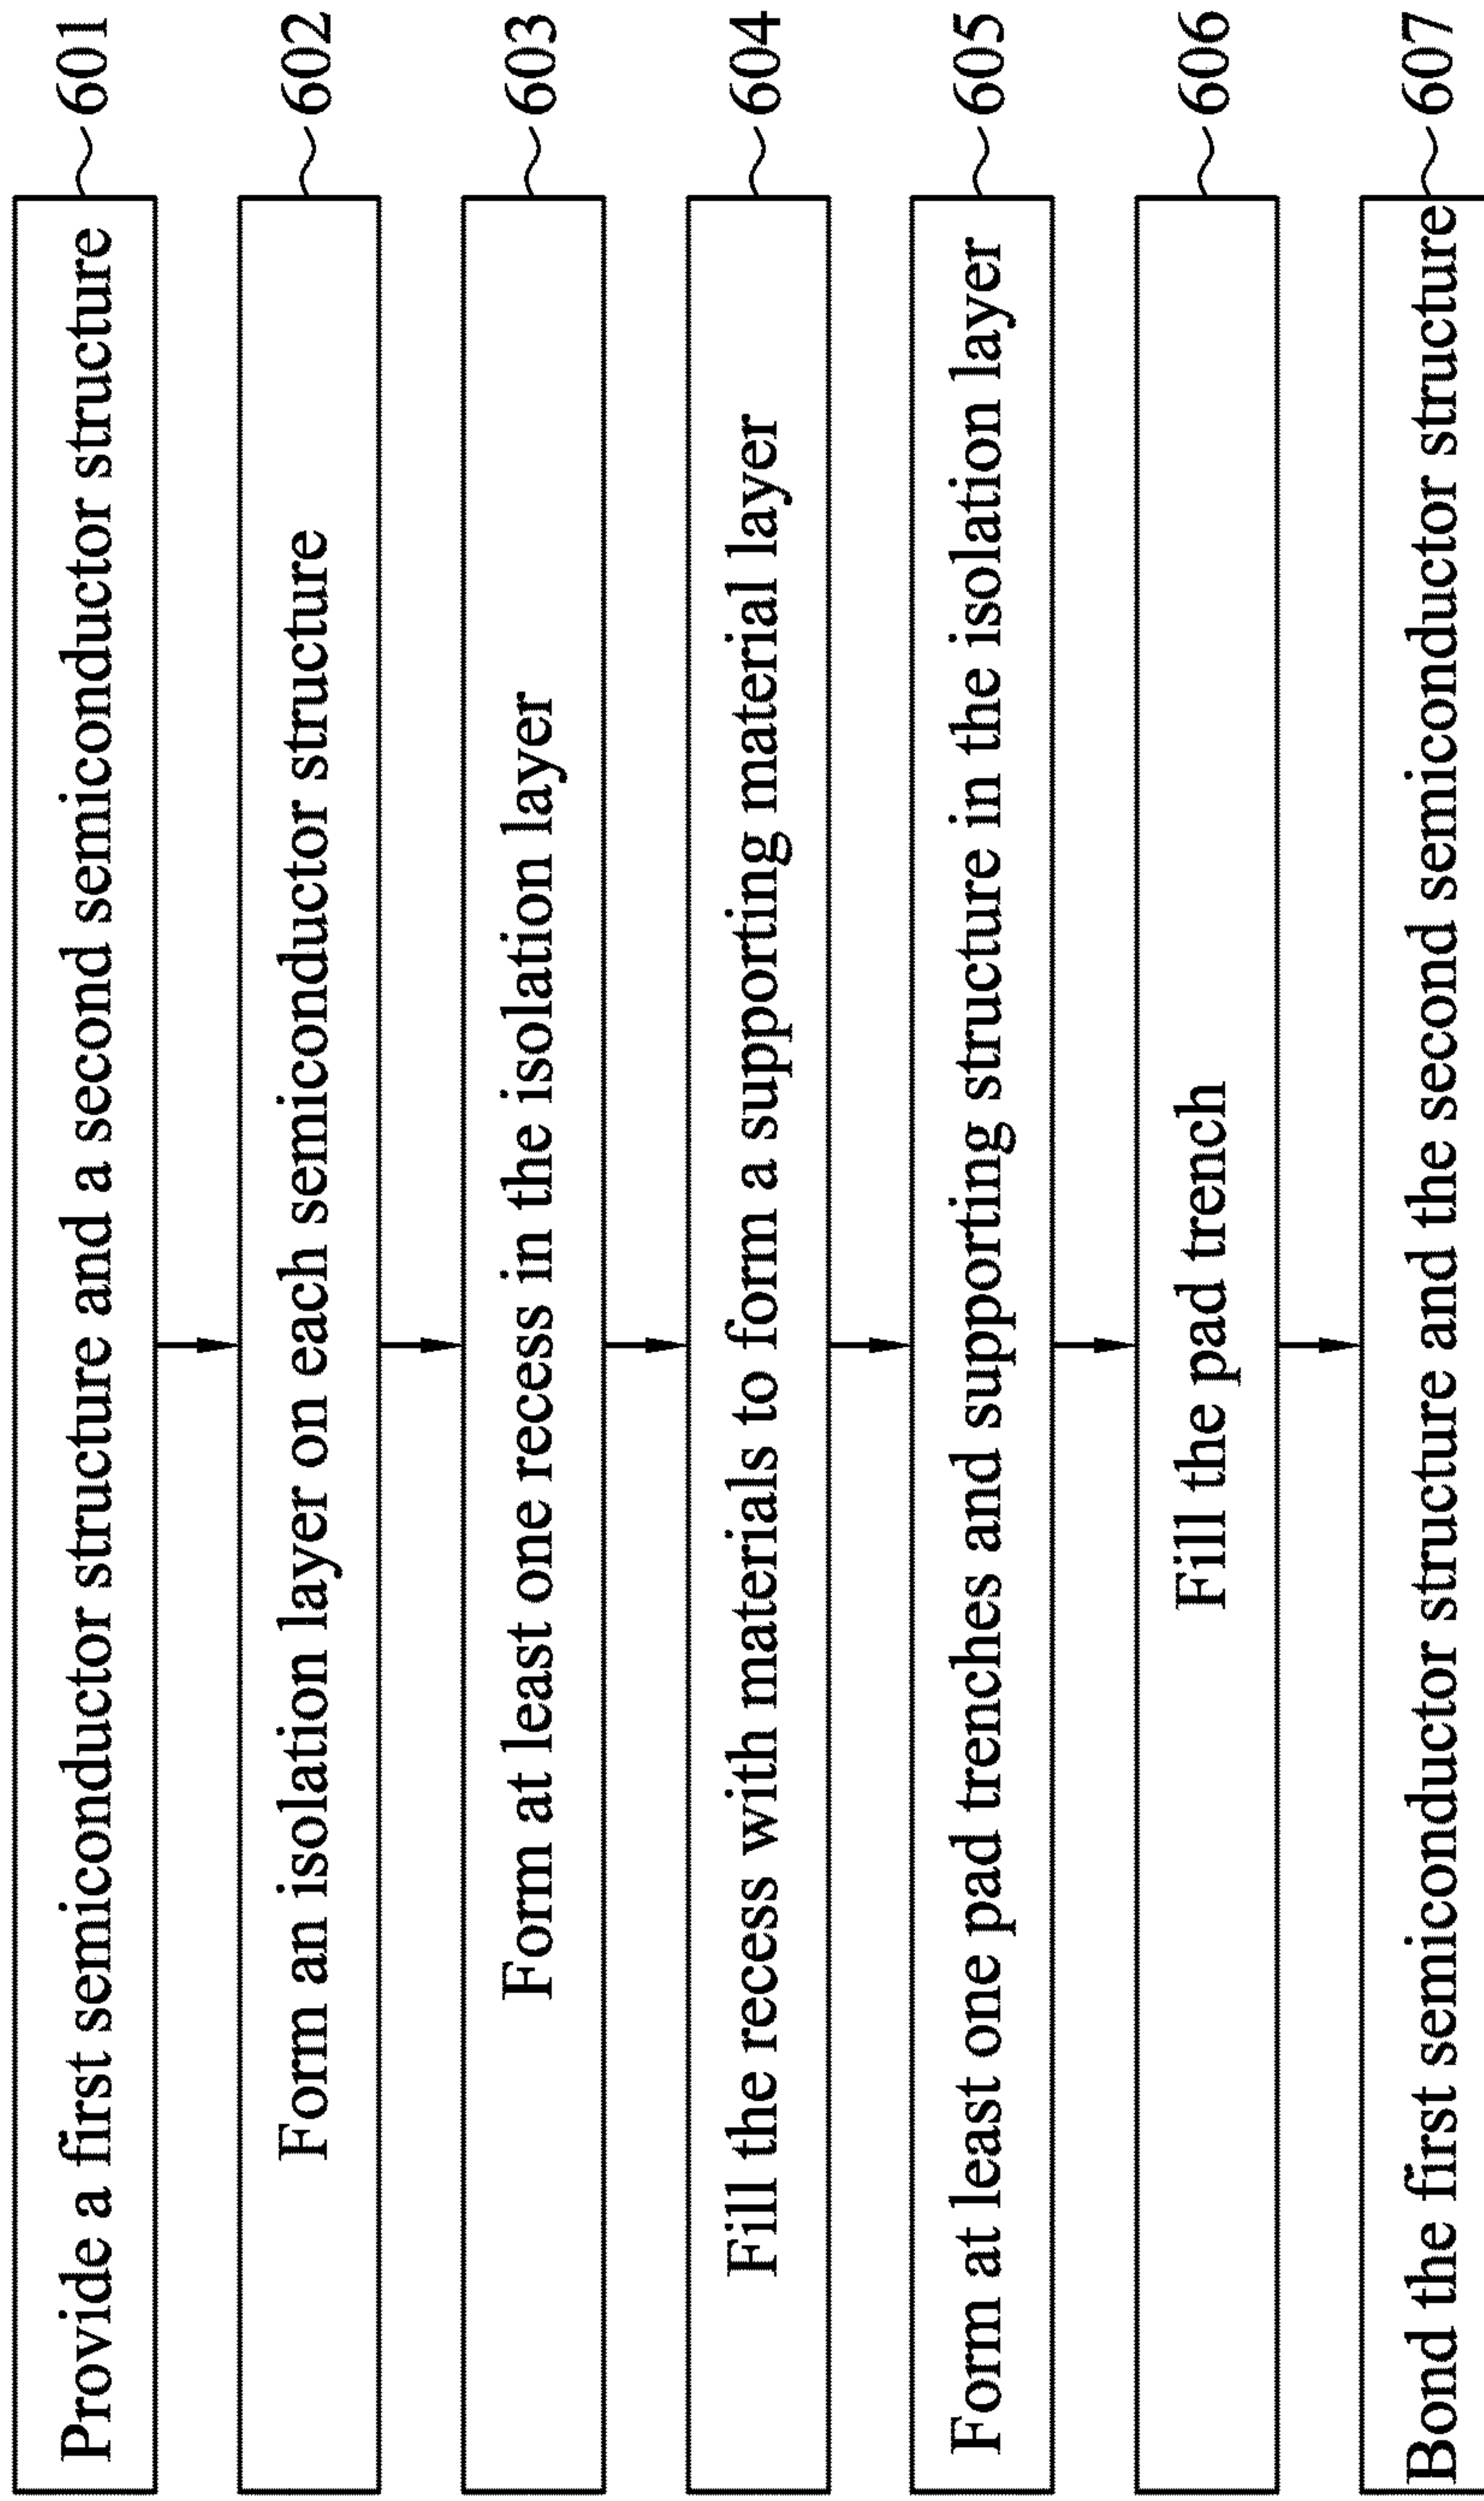 Provide a first semiconductor structure and a second semiconductor structure 601
Form an isolation layer on each semiconductor structure 602
Form at least one recess in the isolation layer 603
Fill the recess with materials to form a supporting material layer 604
Form at least one pad trenches and supporting structure in the isolation layer 605
Fill the pad trench 606
Bond the first semiconductor structure and the second semiconductor structure 607